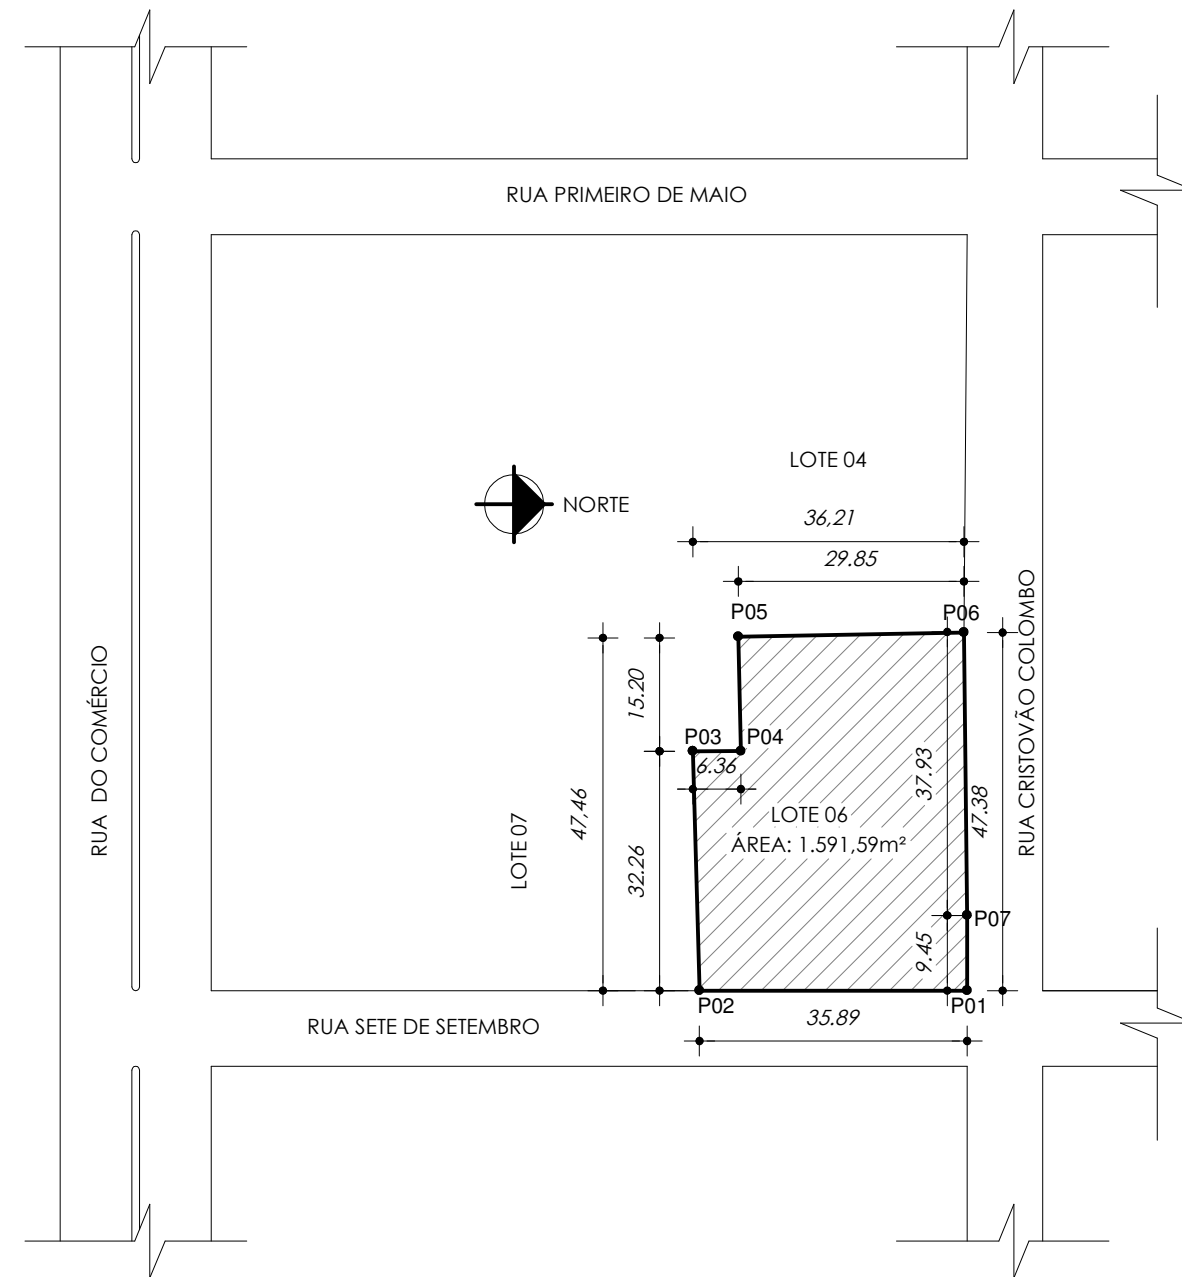 RUA PRIMEIRO DE MAIO
LOTE 04
NORTE
36,21
29.85
P05
P06
RUA CRISTOVÃO COLOMBO
RUA DO COMÉRCIO
15.20
P03
P04
6.36
37.93
47.38
47,46
LOTE 07
LOTE 06
ÁREA: 1.591,59m²
32.26
P07
9.45
P02
P01
35.89
RUA SETE DE SETEMBRO